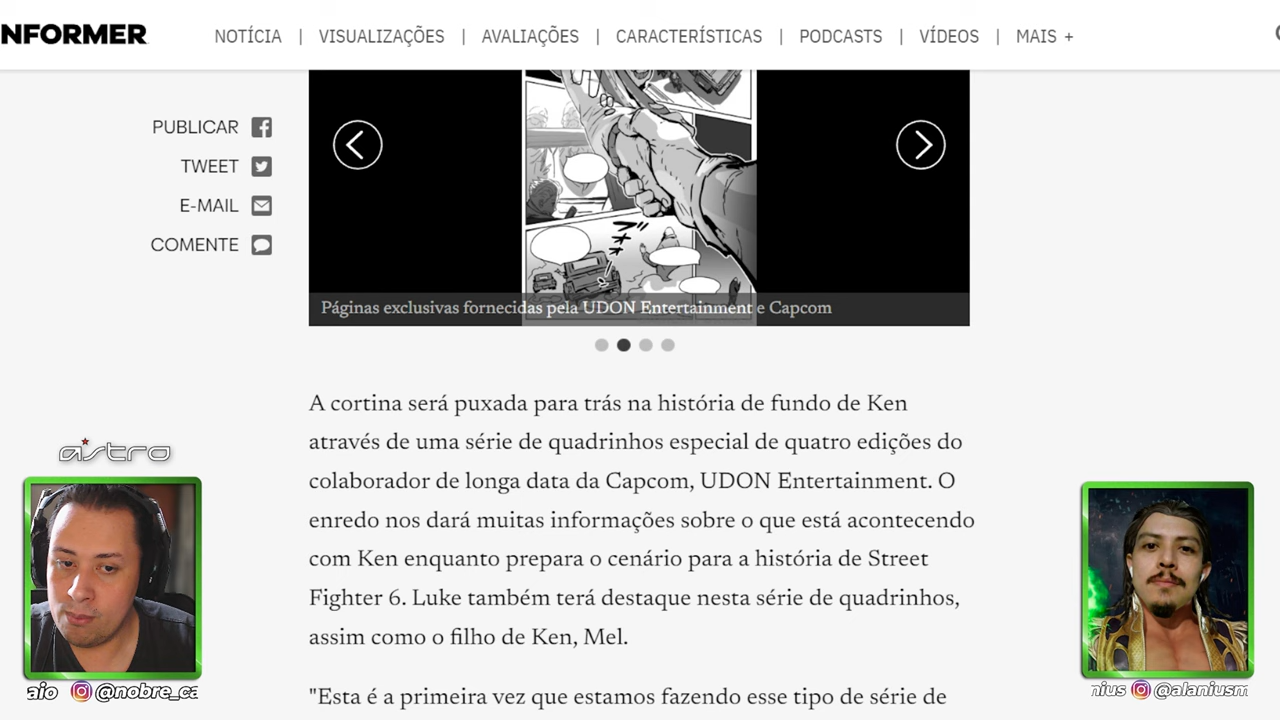 NFORMER
NOTÍCIA | VISUALIZAÇÕES | AVALIAÇÕES | CARACTERÍSTICAS | PODCASTS | VÍDEOS | MAIS +
PUBLICAR
TWEET
E-MAIL
COMENTE
Páginas exclusivas fornecidas pela UDON Entertainment e Capcom
A cortina será puxada para trás na história de fundo de Ken
através de uma série de quadrinhos especial de quatro edições do
colaborador de longa data da Capcom, UDON Entertainment. O
enredo nos dará muitas informações sobre o que está acontecendo
com Ken enquanto prepara o cenário para a história de Street
Fighter 6. Luke também terá destaque nesta série de quadrinhos,
assim como o filho de Ken, Mel.
"Esta é a primeira vez que estamos fazendo esse tipo de série de
astro
aio @nobre_ca
nius @alaniusm